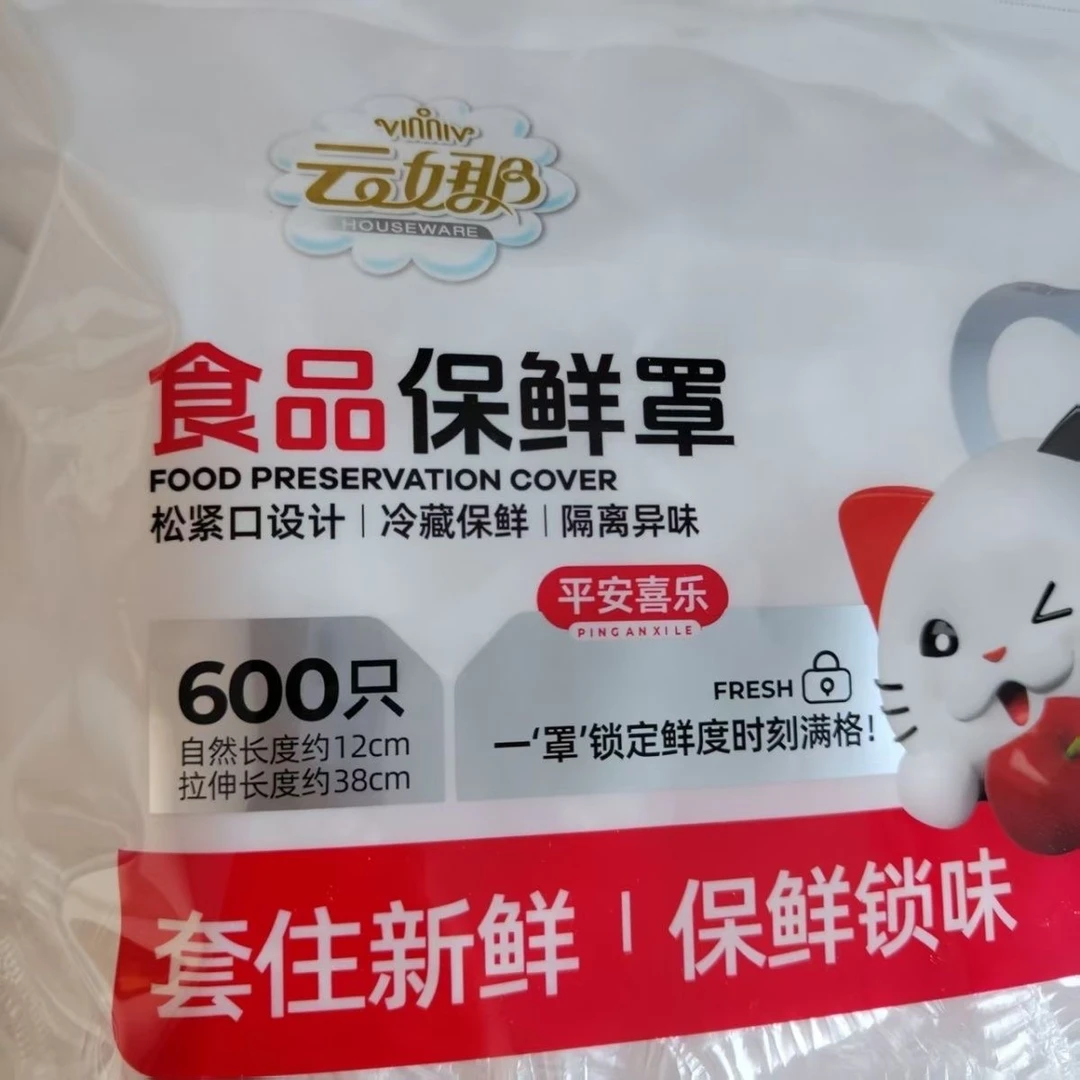 VINNIV
云娜
HOUSEWARE
食品保鲜罩
FOOD PRESERVATION COVER
松紧口设计 | 冷藏保鲜 | 隔离异味
平安喜乐
PINGANXILE
600只
自然长度约12cm
拉伸长度约38cm
FRESH
一‘罩’锁定鲜度时刻满格!
套住新鲜 | 保鲜锁味